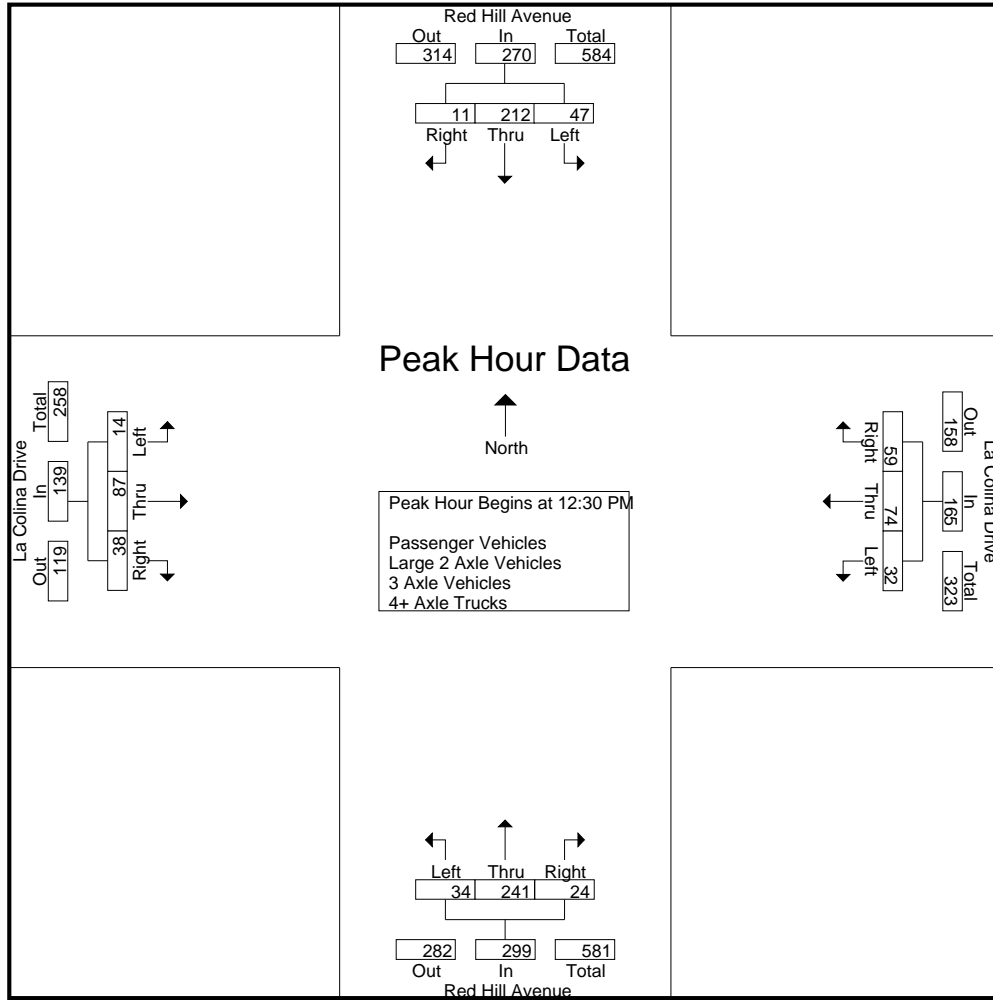 Red Hill Avenue
Out In Total
314 270 584
11 212 47
Right Thru Left
Peak Hour Data
North
Peak Hour Begins at 12:30 PM
Passenger Vehicles
Large 2 Axle Vehicles
3 Axle Vehicles
4+ Axle Trucks
La Colina Drive
Out In Total
119 139 258
38 87 14
Right Thru Left
La Colina Drive
Out In Total
158 165 323
59 74 32
Right Thru Left
Left Thru Right
34 241 24
282 299 581
Out In Total
Red Hill Avenue